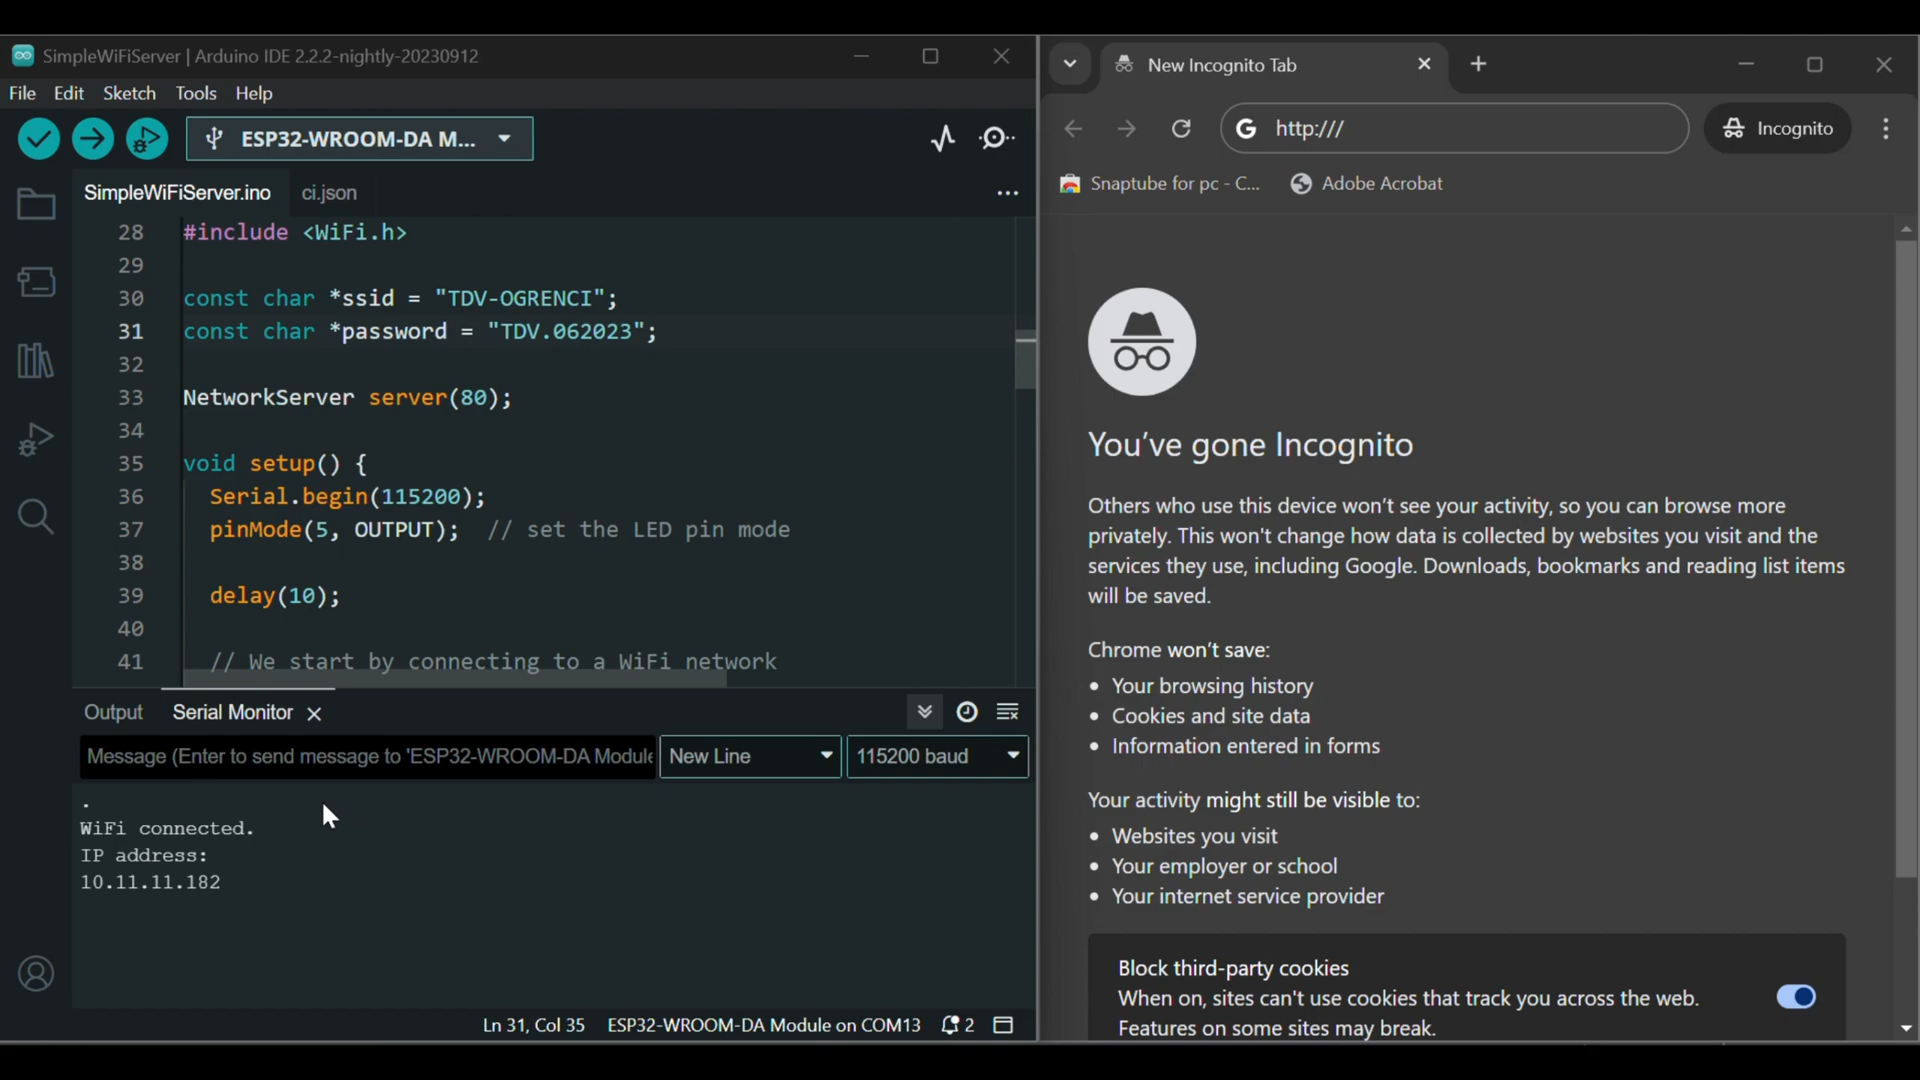 SimpleWiFiServer | Arduino IDE 2.2.2-nightly-20230912
File Edit Sketch Tools Help
ESP32-WROOM-DA M...
SimpleWiFiServer.ino ci.json
28 #include <WiFi.h>
29
30 const char *ssid = "TDV-OGRENCI";
31 const char *password = "TDV.062023";
32
33 NetworkServer server(80);
34
35 void setup() {
36 Serial.begin(115200);
37 pinMode(5, OUTPUT); // set the LED pin mode
38
39 delay(10);
40
41 // We start by connecting to a WiFi network
Output Serial Monitor
Message (Enter to send message to 'ESP32-WROOM-DA Module New Line 115200 baud
.
WiFi connected.
IP address:
10.11.11.182
Ln 31, Col 35 ESP32-WROOM-DA Module on COM13 2
New Incognito Tab
http:///
Incognito
Snaptube for pc - C... Adobe Acrobat
You've gone Incognito
Others who use this device won't see your activity, so you can browse more
privately. This won't change how data is collected by websites you visit and the
services they use, including Google. Downloads, bookmarks and reading list items
will be saved.
Chrome won't save:
• Your browsing history
• Cookies and site data
• Information entered in forms
Your activity might still be visible to:
• Websites you visit
• Your employer or school
• Your internet service provider
Block third-party cookies
When on, sites can't use cookies that track you across the web.
Features on some sites may break.